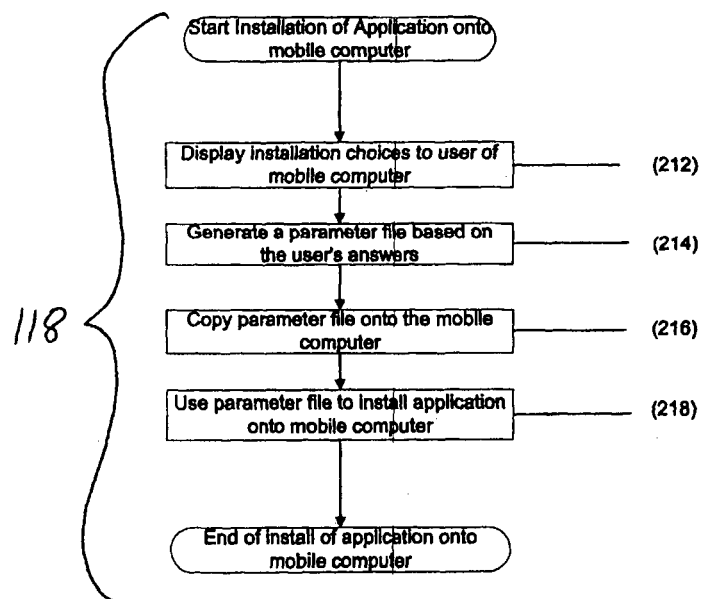 Start Installation of Application onto
mobile computer
Display installation choices to user of
mobile computer
(212)
Generate a parameter file based on
the user's answers
(214)
118
Copy parameter file onto the mobile
computer
(216)
Use parameter file to install application
onto mobile computer
(218)
End of install of application onto
mobile computer